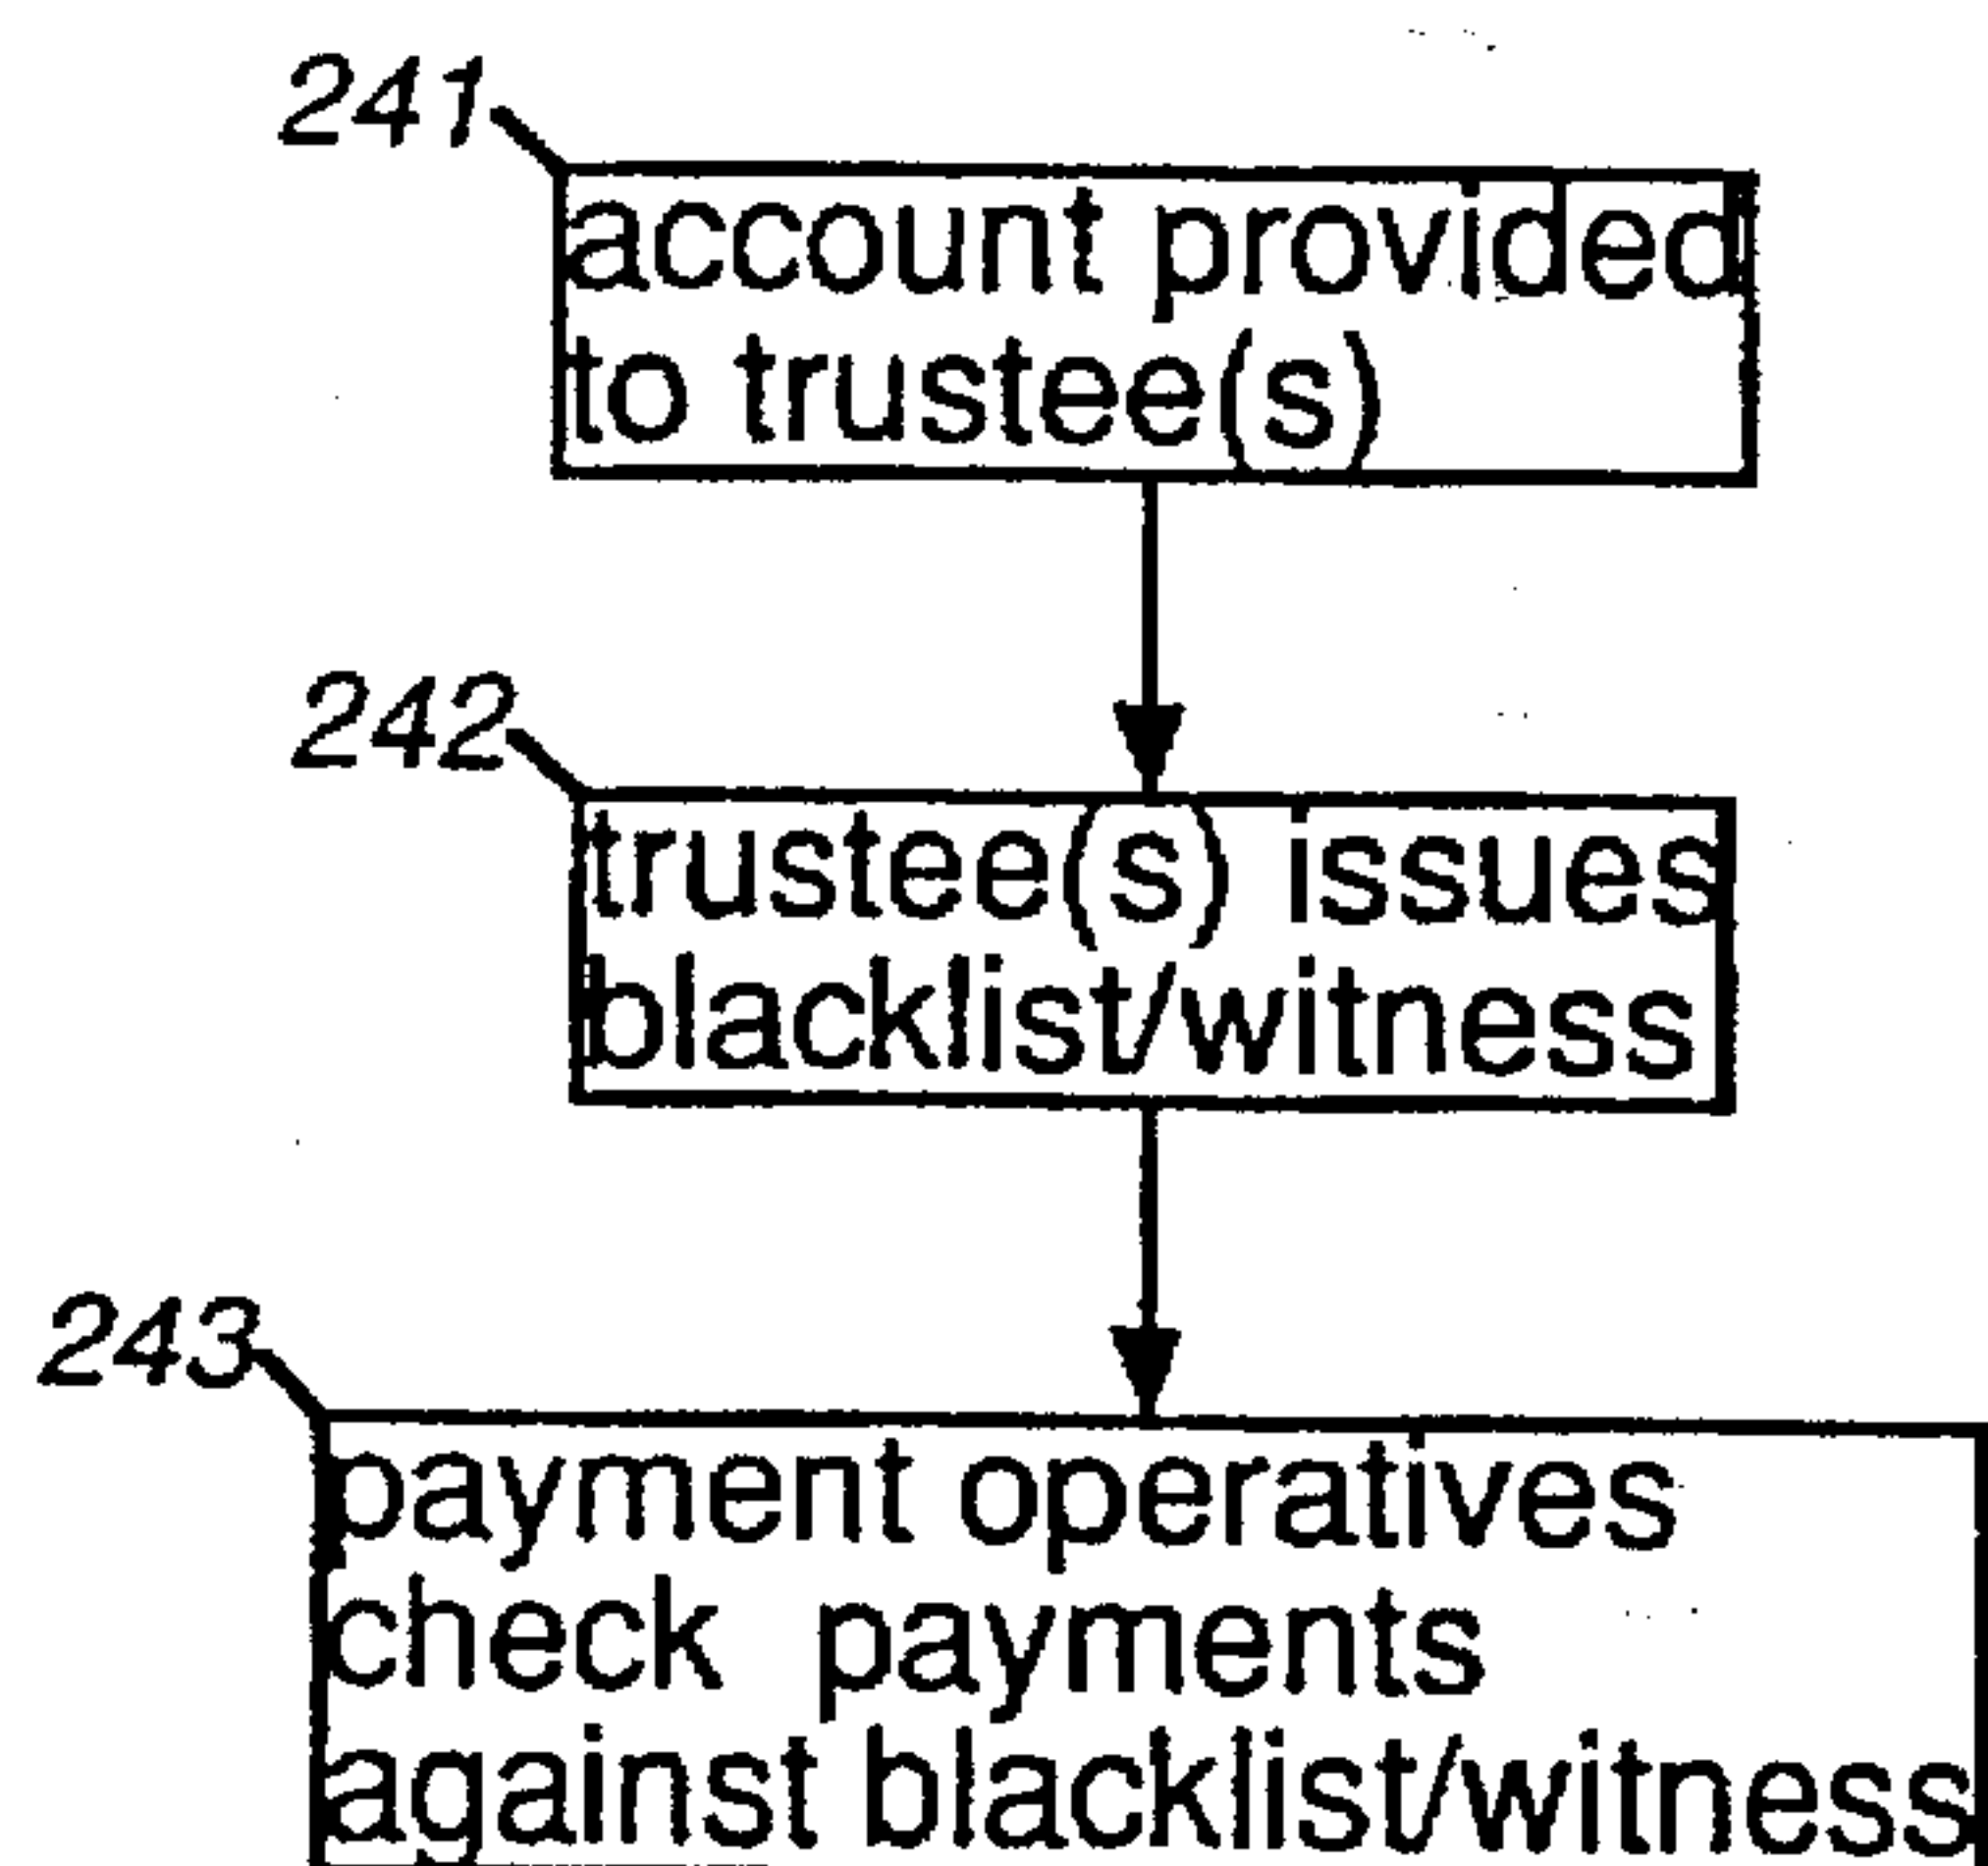 241
account provided
to trustee(s)
242
trustee(s) issues
blacklist/witness
243
payment operatives
check payments
against blacklist/witness